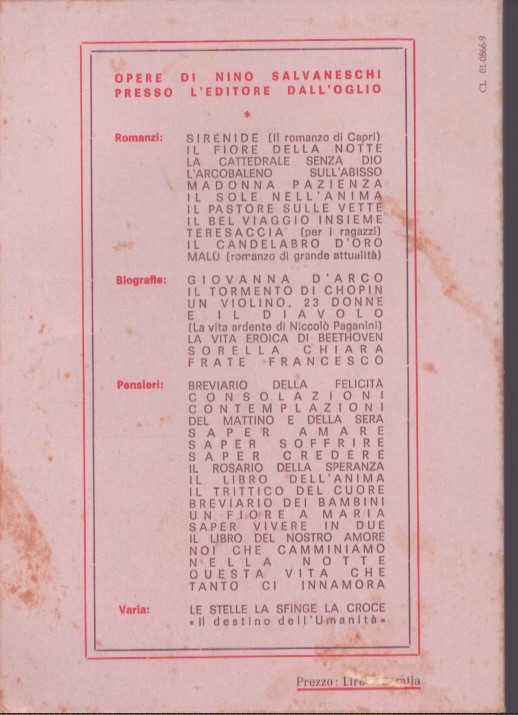 CL 01-0866-9
OPERE DI NINO SALVANESCHI
PRESSO L'EDITORE DALL'OGLIO
*
Romanzi: SIRÉNIDE (Il romanzo di Capri)
IL FIORE DELLA NOTTE
LA CATTEDRALE SENZA DIO
L'ARCOBALENO SULL'ABISSO
MADONNA PAZIENZA
IL SOLE NELL'ANIMA
IL PASTORE SULLE VETTE
IL BEL VIAGGIO INSIEME
TERESACCIA (per i ragazzi)
IL CANDELABRO D'ORO
MALÙ (romanzo di grande attualità)
Biografie: GIOVANNA D'ARCO
IL TORMENTO DI CHOPIN
UN VIOLINO, 23 DONNE
E IL DIAVOLO
(La vita ardente di Niccolò Paganini)
LA VITA EROICA DI BEETHOVEN
SORELLA CHIARA
FRATE FRANCESCO
Pensieri: BREVIARIO DELLA FELICITA
CONSOLAZIONI
CONTEMPLAZIONI
DEL MATTINO E DELLA SERA
SAPER AMARE
SAPER SOFFRIRE
SAPER CREDERE
IL ROSARIO DELLA SPERANZA
IL LIBRO DELL'ANIMA
IL TRITTICO DEL CUORE
BREVIARIO DEI BAMBINI
UN FIORE A MARIA
SAPER VIVERE IN DUE
IL LIBRO DEL NOSTRO AMORE
NOI CHE CAMMINIAMO
NELLA NOTTE
QUESTA VITA CHE
TANTO CI INNAMORA
Varia: LE STELLE LA SFINGE LA CROCE
«Il destino dell'Umanità»
Prezzo: Lire